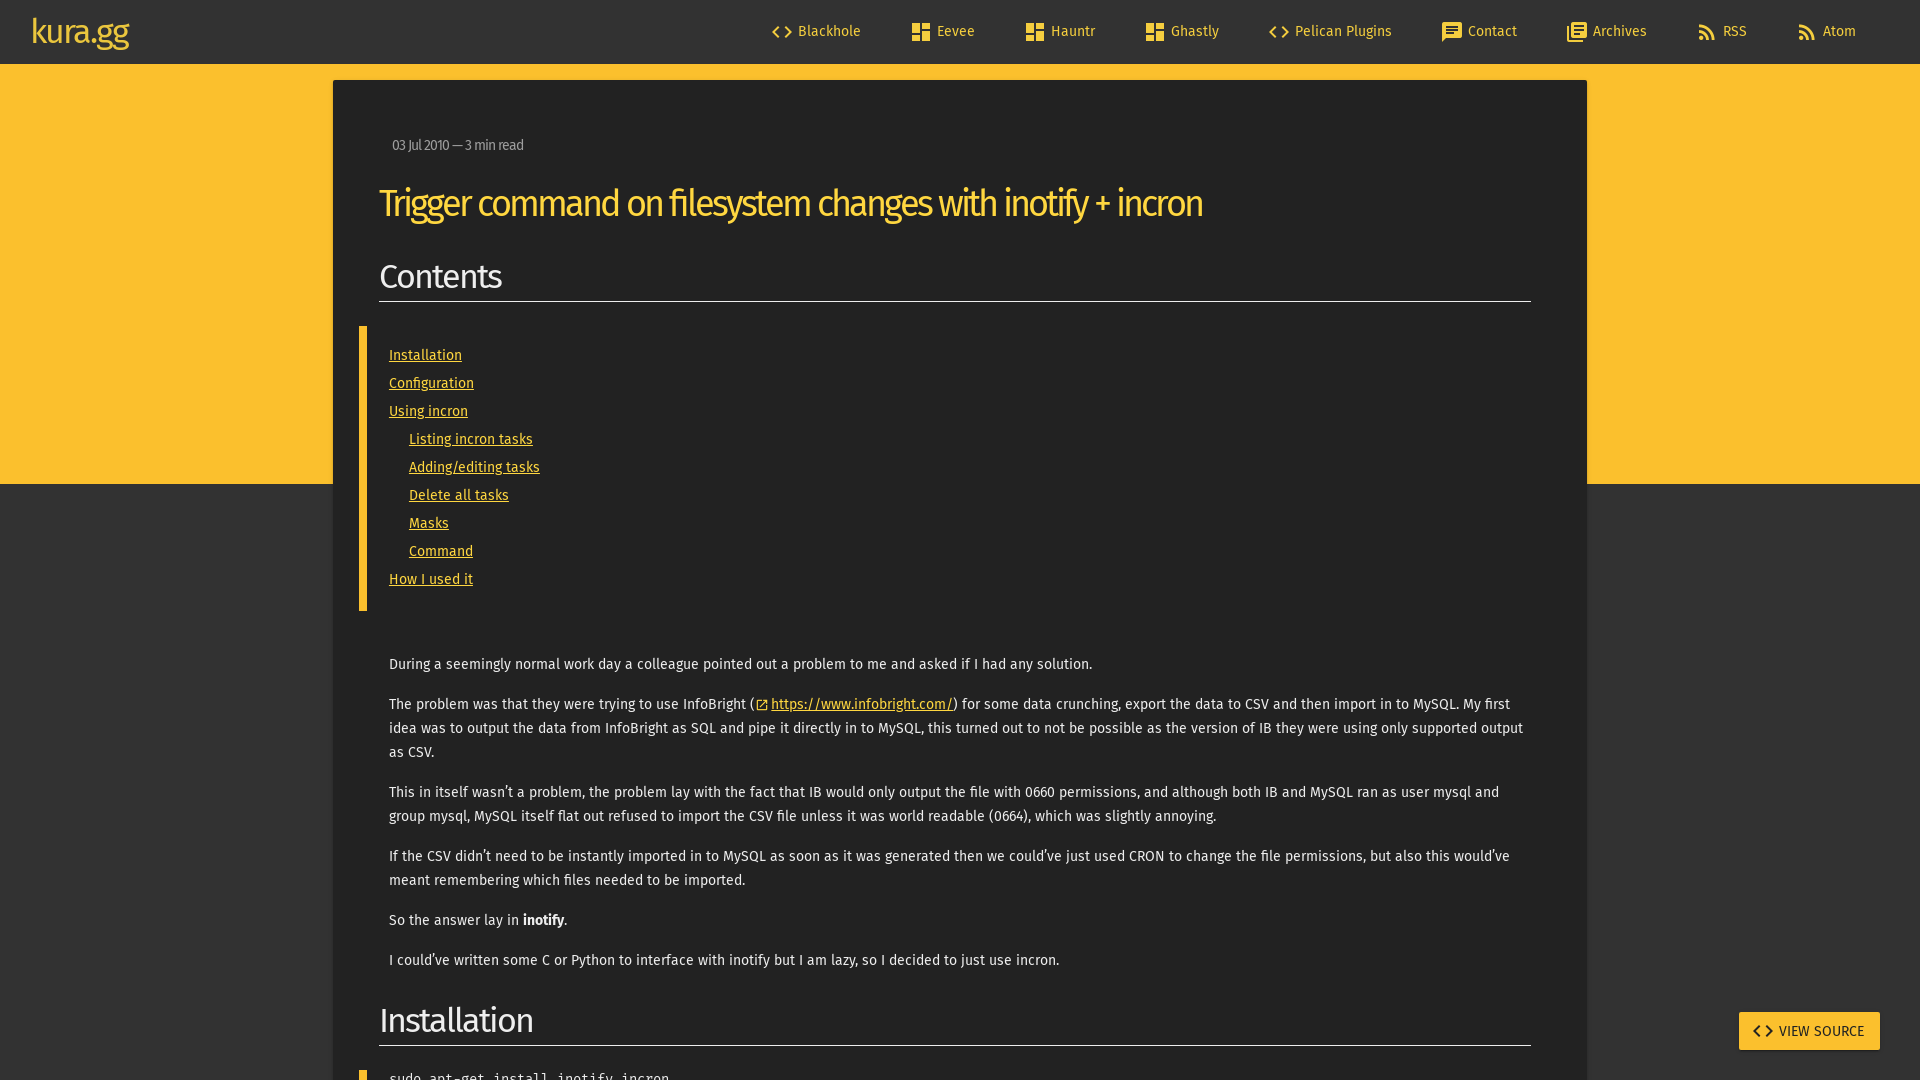 kura.gg
Blackhole
Eevee
Hauntr
Ghastly
Pelican Plugins
Contact
Archives
RSS
Atom
03 Jul 2010 — 3 min read
Trigger command on filesystem changes with inotify + incron
Contents
Installation
Configuration
Using incron
Listing incron tasks
Adding/editing tasks
Delete all tasks
Masks
Command
How I used it
During a seemingly normal work day a colleague pointed out a problem to me and asked if I had any solution.
The problem was that they were trying to use InfoBright (https://www.infobright.com/) for some data crunching, export the data to CSV and then import in to MySQL. My first
idea was to output the data from InfoBright as SQL and pipe it directly in to MySQL, this turned out to not be possible as the version of IB they were using only supported output
as CSV.
This in itself wasn’t a problem, the problem lay with the fact that IB would only output the file with 0660 permissions, and although both IB and MySQL ran as user mysql and
group mysql, MySQL itself flat out refused to import the CSV file unless it was world readable (0664), which was slightly annoying.
If the CSV didn’t need to be instantly imported in to MySQL as soon as it was generated then we could’ve just used CRON to change the file permissions, but also this would’ve
meant remembering which files needed to be imported.
So the answer lay in inotify.
I could’ve written some C or Python to interface with inotify but I am lazy, so I decided to just use incron.
Installation
sudo apt-get install inotify incron
VIEW SOURCE